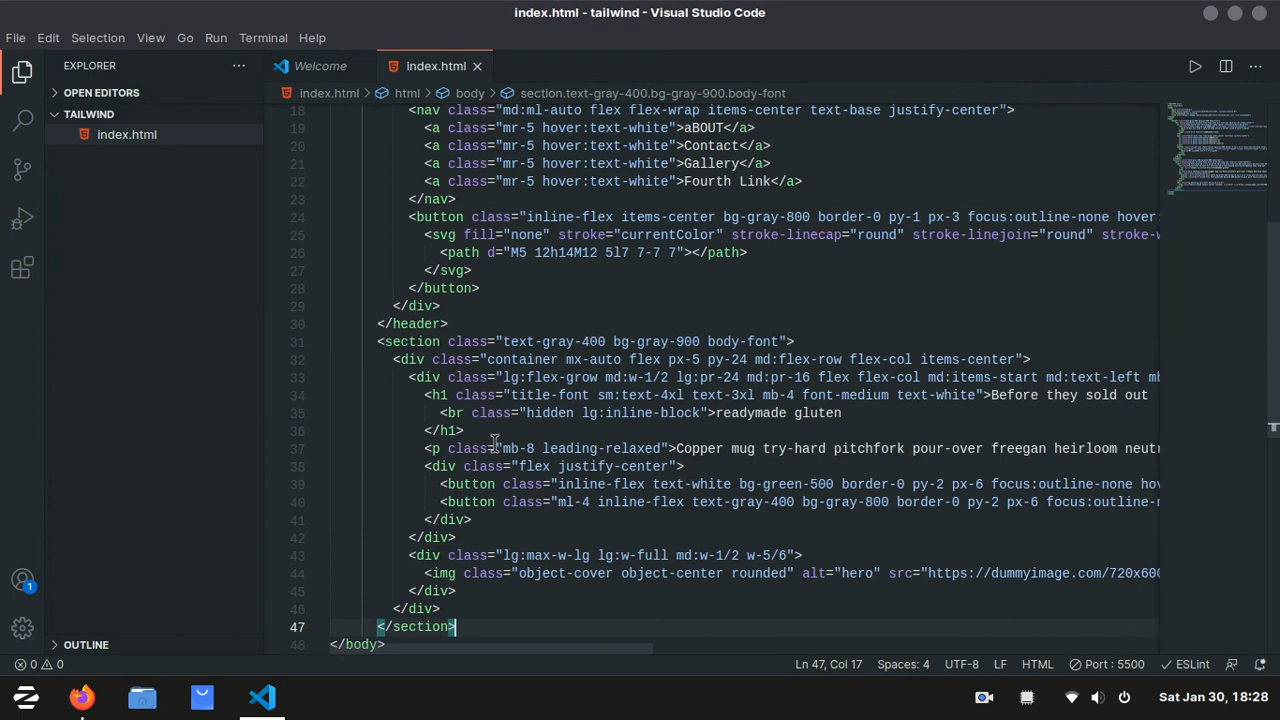 index.html - tailwind - Visual Studio Code
File Edit Selection View Go Run Terminal Help
EXPLORER
Welcome
index.html
OPEN EDITORS
index.html > html > body > section.text-gray-400.bg-gray-900.body-font
TAILWIND
index.html
18 <nav class="md:ml-auto flex flex-wrap items-center text-base justify-center">
19 <a class="mr-5 hover:text-white">aBOUT</a>
20 <a class="mr-5 hover:text-white">Contact</a>
21 <a class="mr-5 hover:text-white">Gallery</a>
22 <a class="mr-5 hover:text-white">Fourth Link</a>
23 </nav>
24 <button class="inline-flex items-center bg-gray-800 border-0 py-1 px-3 focus:outline-none hover:
25 <svg fill="none" stroke="currentColor" stroke-linecap="round" stroke-linejoin="round" stroke-w
26 <path d="M5 12h14M12 5l7 7-7 7"></path>
27 </svg>
28 </button>
29 </div>
30 </header>
31 <section class="text-gray-400 bg-gray-900 body-font">
32 <div class="container mx-auto flex px-5 py-24 md:flex-row flex-col items-center">
33 <div class="lg:flex-grow md:w-1/2 lg:pr-24 md:pr-16 flex flex-col md:items-start md:text-left mb
34 <h1 class="title-font sm:text-4xl text-3xl mb-4 font-medium text-white">Before they sold out
35 <br class="hidden lg:inline-block">readymade gluten
36 </h1>
37 <p class="mb-8 leading-relaxed">Copper mug try-hard pitchfork pour-over freegan heirloom neutr
38 <div class="flex justify-center">
39 <button class="inline-flex text-white bg-green-500 border-0 py-2 px-6 focus:outline-none hov
40 <button class="ml-4 inline-flex text-gray-400 bg-gray-800 border-0 py-2 px-6 focus:outline-n
41 </div>
42 </div>
43 <div class="lg:max-w-lg lg:w-full md:w-1/2 w-5/6">
44 <img class="object-cover object-center rounded" alt="hero" src="https://dummyimage.com/720x600
45 </div>
46 </div>
47 </section>
48 </body>
1
OUTLINE
0 0
Ln 47, Col 17
Spaces: 4
UTF-8
LF
HTML
Port : 5500
ESLint
Sat Jan 30, 18:28